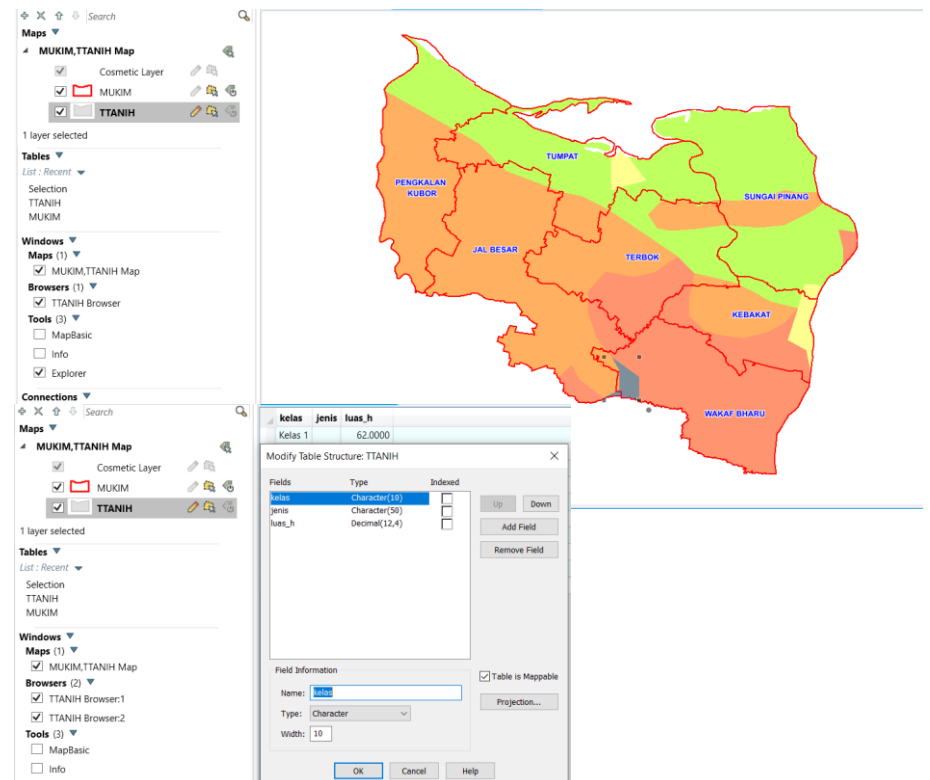 Search
Maps
MUKIM,TTANIH Map
Cosmetic Layer
MUKIM
TTANIH
1 layer selected
Tables
List : Recent
Selection
TTANIH
MUKIM
Windows
Maps (1)
MUKIM,TTANIH Map
Browsers (1)
TTANIH Browser
Tools (3)
MapBasic
Info
Explorer
Connections
TUMPAT
PENGKALAN
KUBOR
SUNGAI PINANG
JAL BESAR
TERBOK
KEBAKAT
WAKAF BHARU
Search
Maps
MUKIM,TTANIH Map
Cosmetic Layer
MUKIM
TTANIH
1 layer selected
Tables
List : Recent
Selection
TTANIH
MUKIM
Windows
Maps (1)
MUKIM,TTANIH Map
Browsers (2)
TTANIH Browser:1
TTANIH Browser:2
Tools (3)
MapBasic
Info
kelas jenis luas_h
Kelas 1 62.0000
Modify Table Structure: TTANIH
Fields Type Indexed
kelas Character(10)
jenis Character(50)
luas_h Decimal(12,4)
Up Down
Add Field
Remove Field
Field Information
Name: kelas
Type: Character
Width: 10
Table is Mappable
Projection...
OK Cancel Help